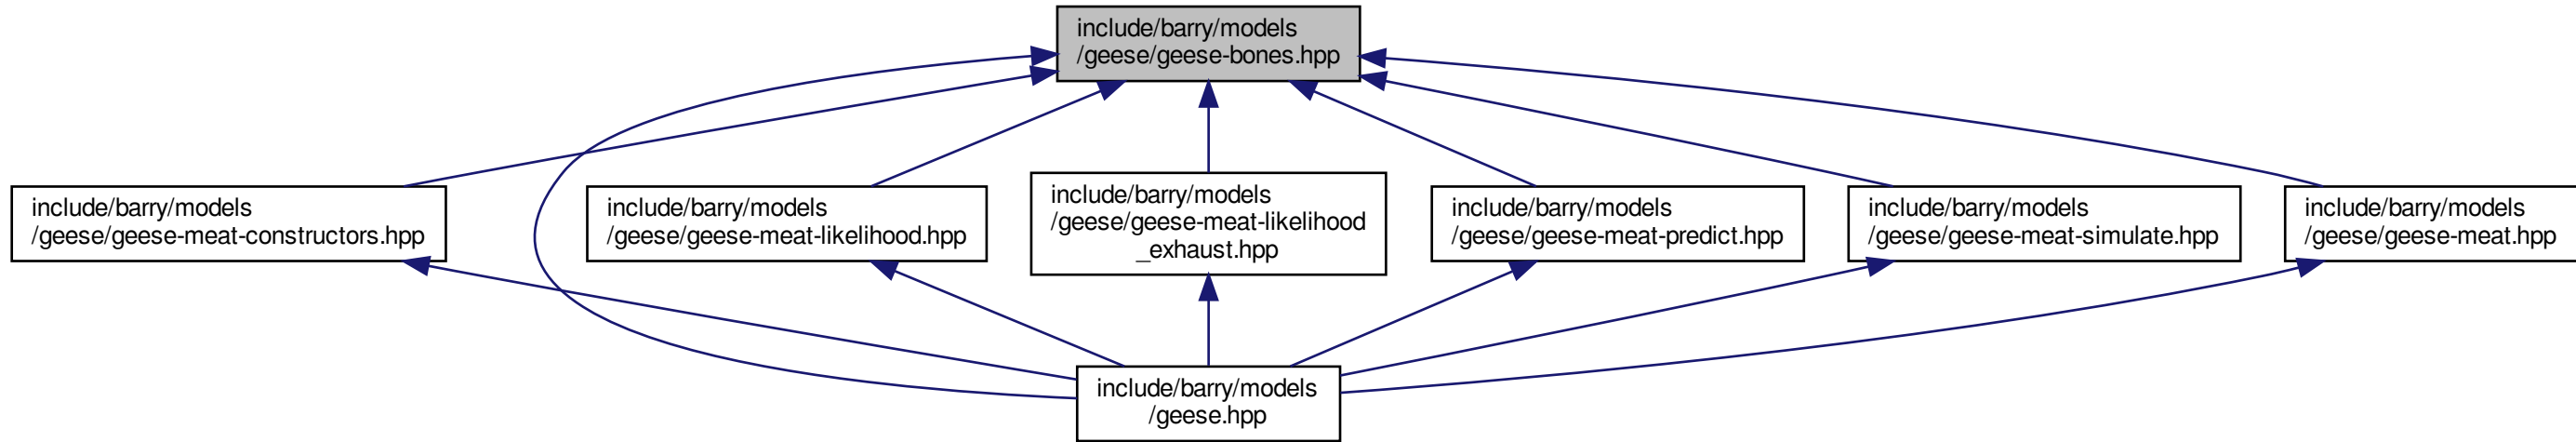 include/barry/models
/geese/geese-bones.hpp
include/barry/models
/geese/geese-meat-constructors.hpp
include/barry/models
/geese/geese-meat-likelihood.hpp
include/barry/models
/geese/geese-meat-likelihood
_exhaust.hpp
include/barry/models
/geese/geese-meat-predict.hpp
include/barry/models
/geese/geese-meat-simulate.hpp
include/barry/models
/geese/geese-meat.hpp
include/barry/models
/geese.hpp